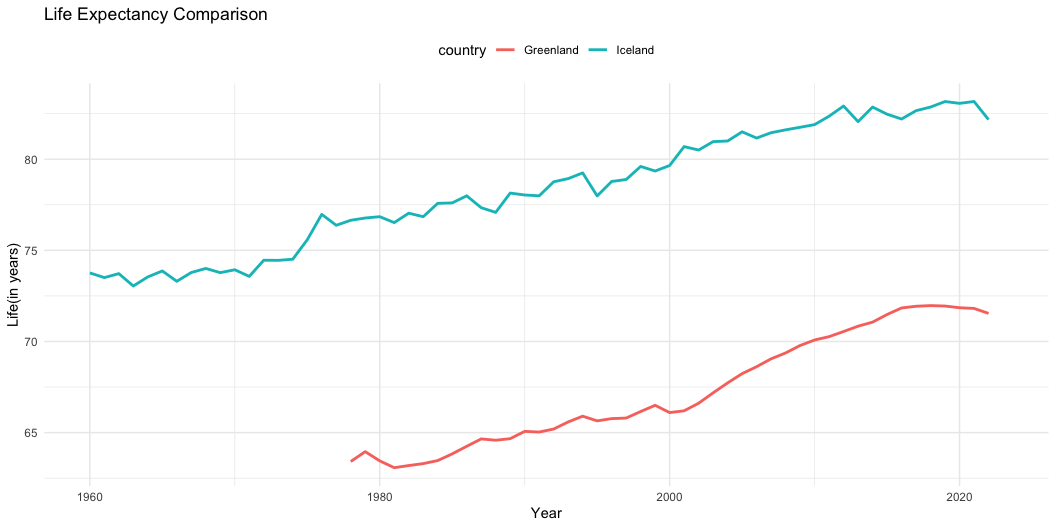 Life Expectancy Comparison
country Greenland Iceland
80
75
70
65
Life(in years)
1960 1980 2000 2020
Year